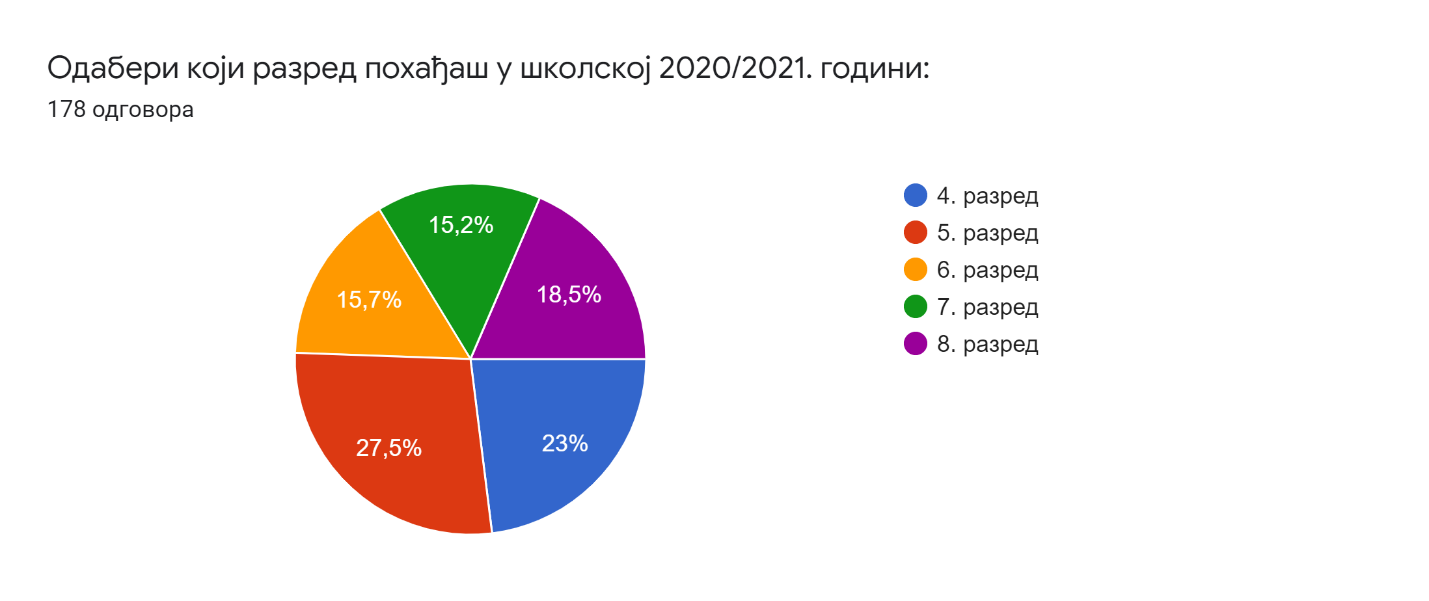 Одабери који разред похађаш у школској 2020/2021. години:
178 одговора
15,2%
18,5%
15,7%
27,5%
23%
4. разред
5. разред
6. разред
7. разред
8. разред